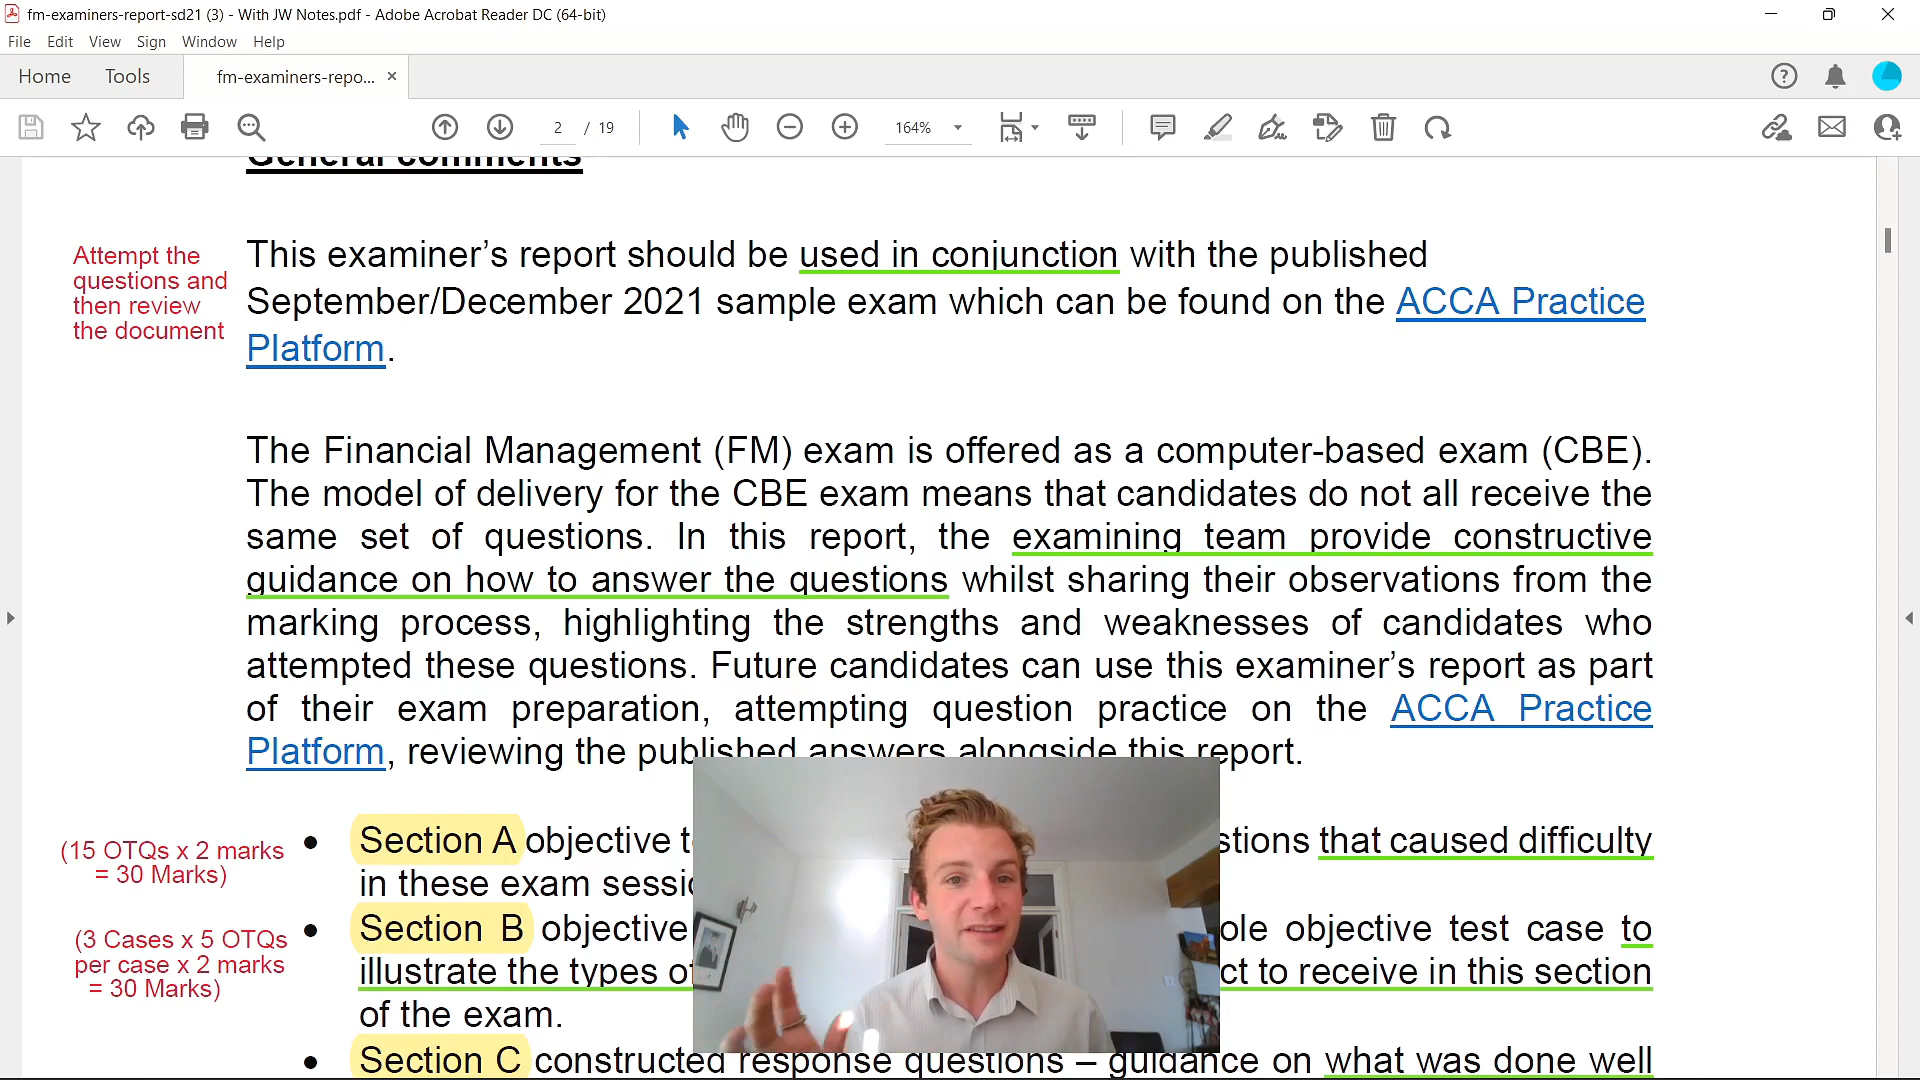 fm-examiners-report-sd21 (3) - With JW Notes.pdf - Adobe Acrobat Reader DC (64-bit)
File Edit View Sign Window Help
Home Tools fm-examiners-repo... ×
2 / 19 164%
General comments
Attempt the
questions and
then review
the document
This examiner’s report should be used in conjunction with the published
September/December 2021 sample exam which can be found on the ACCA Practice
Platform.
The Financial Management (FM) exam is offered as a computer-based exam (CBE).
The model of delivery for the CBE exam means that candidates do not all receive the
same set of questions. In this report, the examining team provide constructive
guidance on how to answer the questions whilst sharing their observations from the
marking process, highlighting the strengths and weaknesses of candidates who
attempted these questions. Future candidates can use this examiner’s report as part
of their exam preparation, attempting question practice on the ACCA Practice
Platform, reviewing the published answers alongside this report.
(15 OTQs x 2 marks
= 30 Marks)
• Section A objective that caused difficulty
in these exam
(3 Cases x 5 OTQs
per case x 2 marks
= 30 Marks)
• Section B objective objective test case to
illustrate the types to receive in this section
of the exam.
• Section C constructed response questions – guidance on what was done well